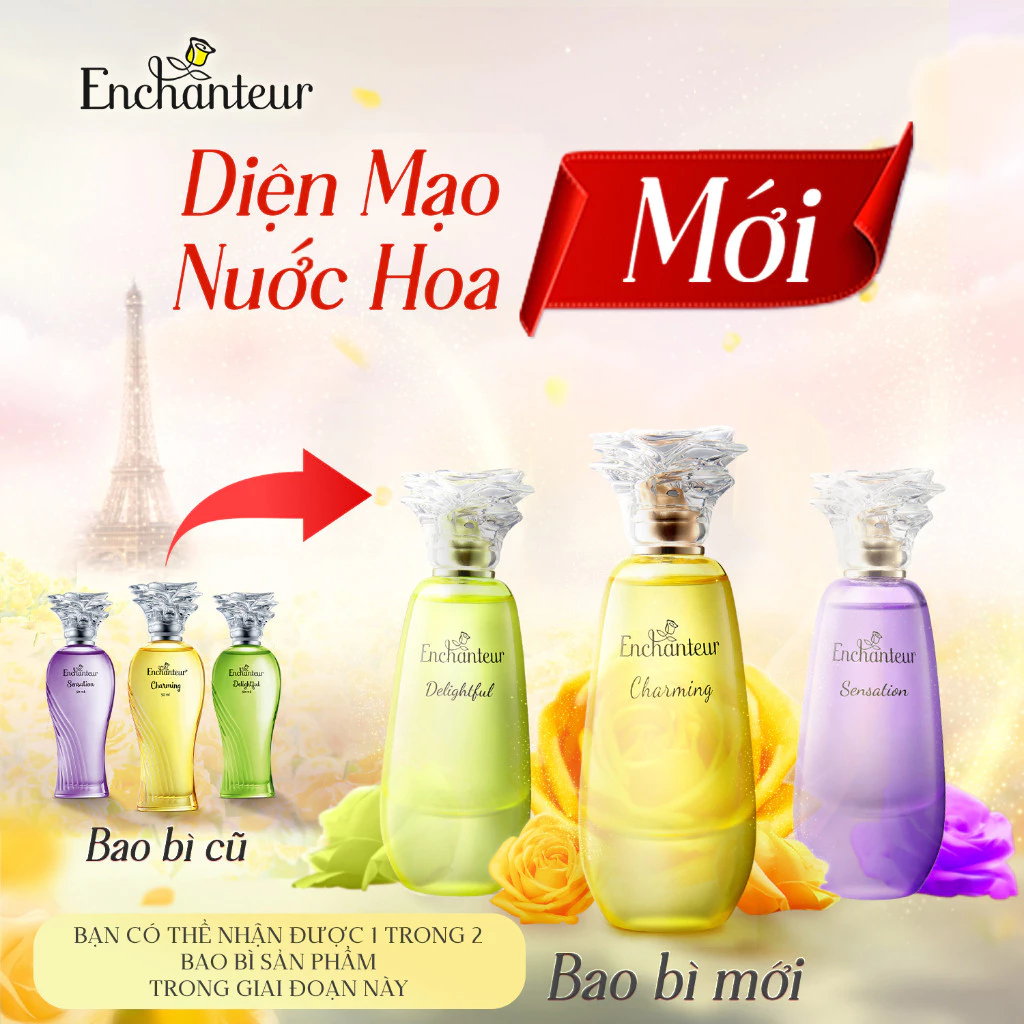 Enchanteur
Diện Mạo
Nước Hoa
Mới
Enchanteur
Sensation
Enchanteur
Charming
50 ml
Enchanteur
Delightful
Bao bì cũ
Enchanteur
Delightful
Enchanteur
Charming
Enchanteur
Sensation
BẠN CÓ THỂ NHẬN ĐƯỢC 1 TRONG 2
BAO BÌ SẢN PHẨM
TRONG GIAI ĐOẠN NÀY
Bao bì mới